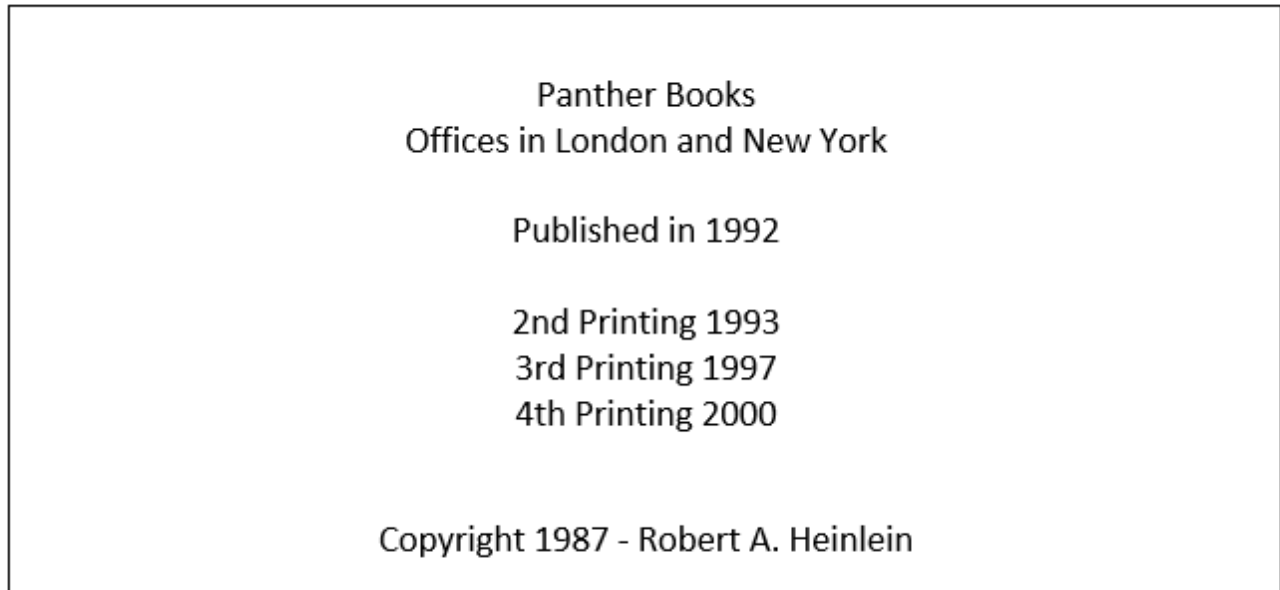 Panther Books
Offices in London and New York
Published in 1992
2nd Printing 1993
3rd Printing 1997
4th Printing 2000
Copyright 1987 - Robert A. Heinlein